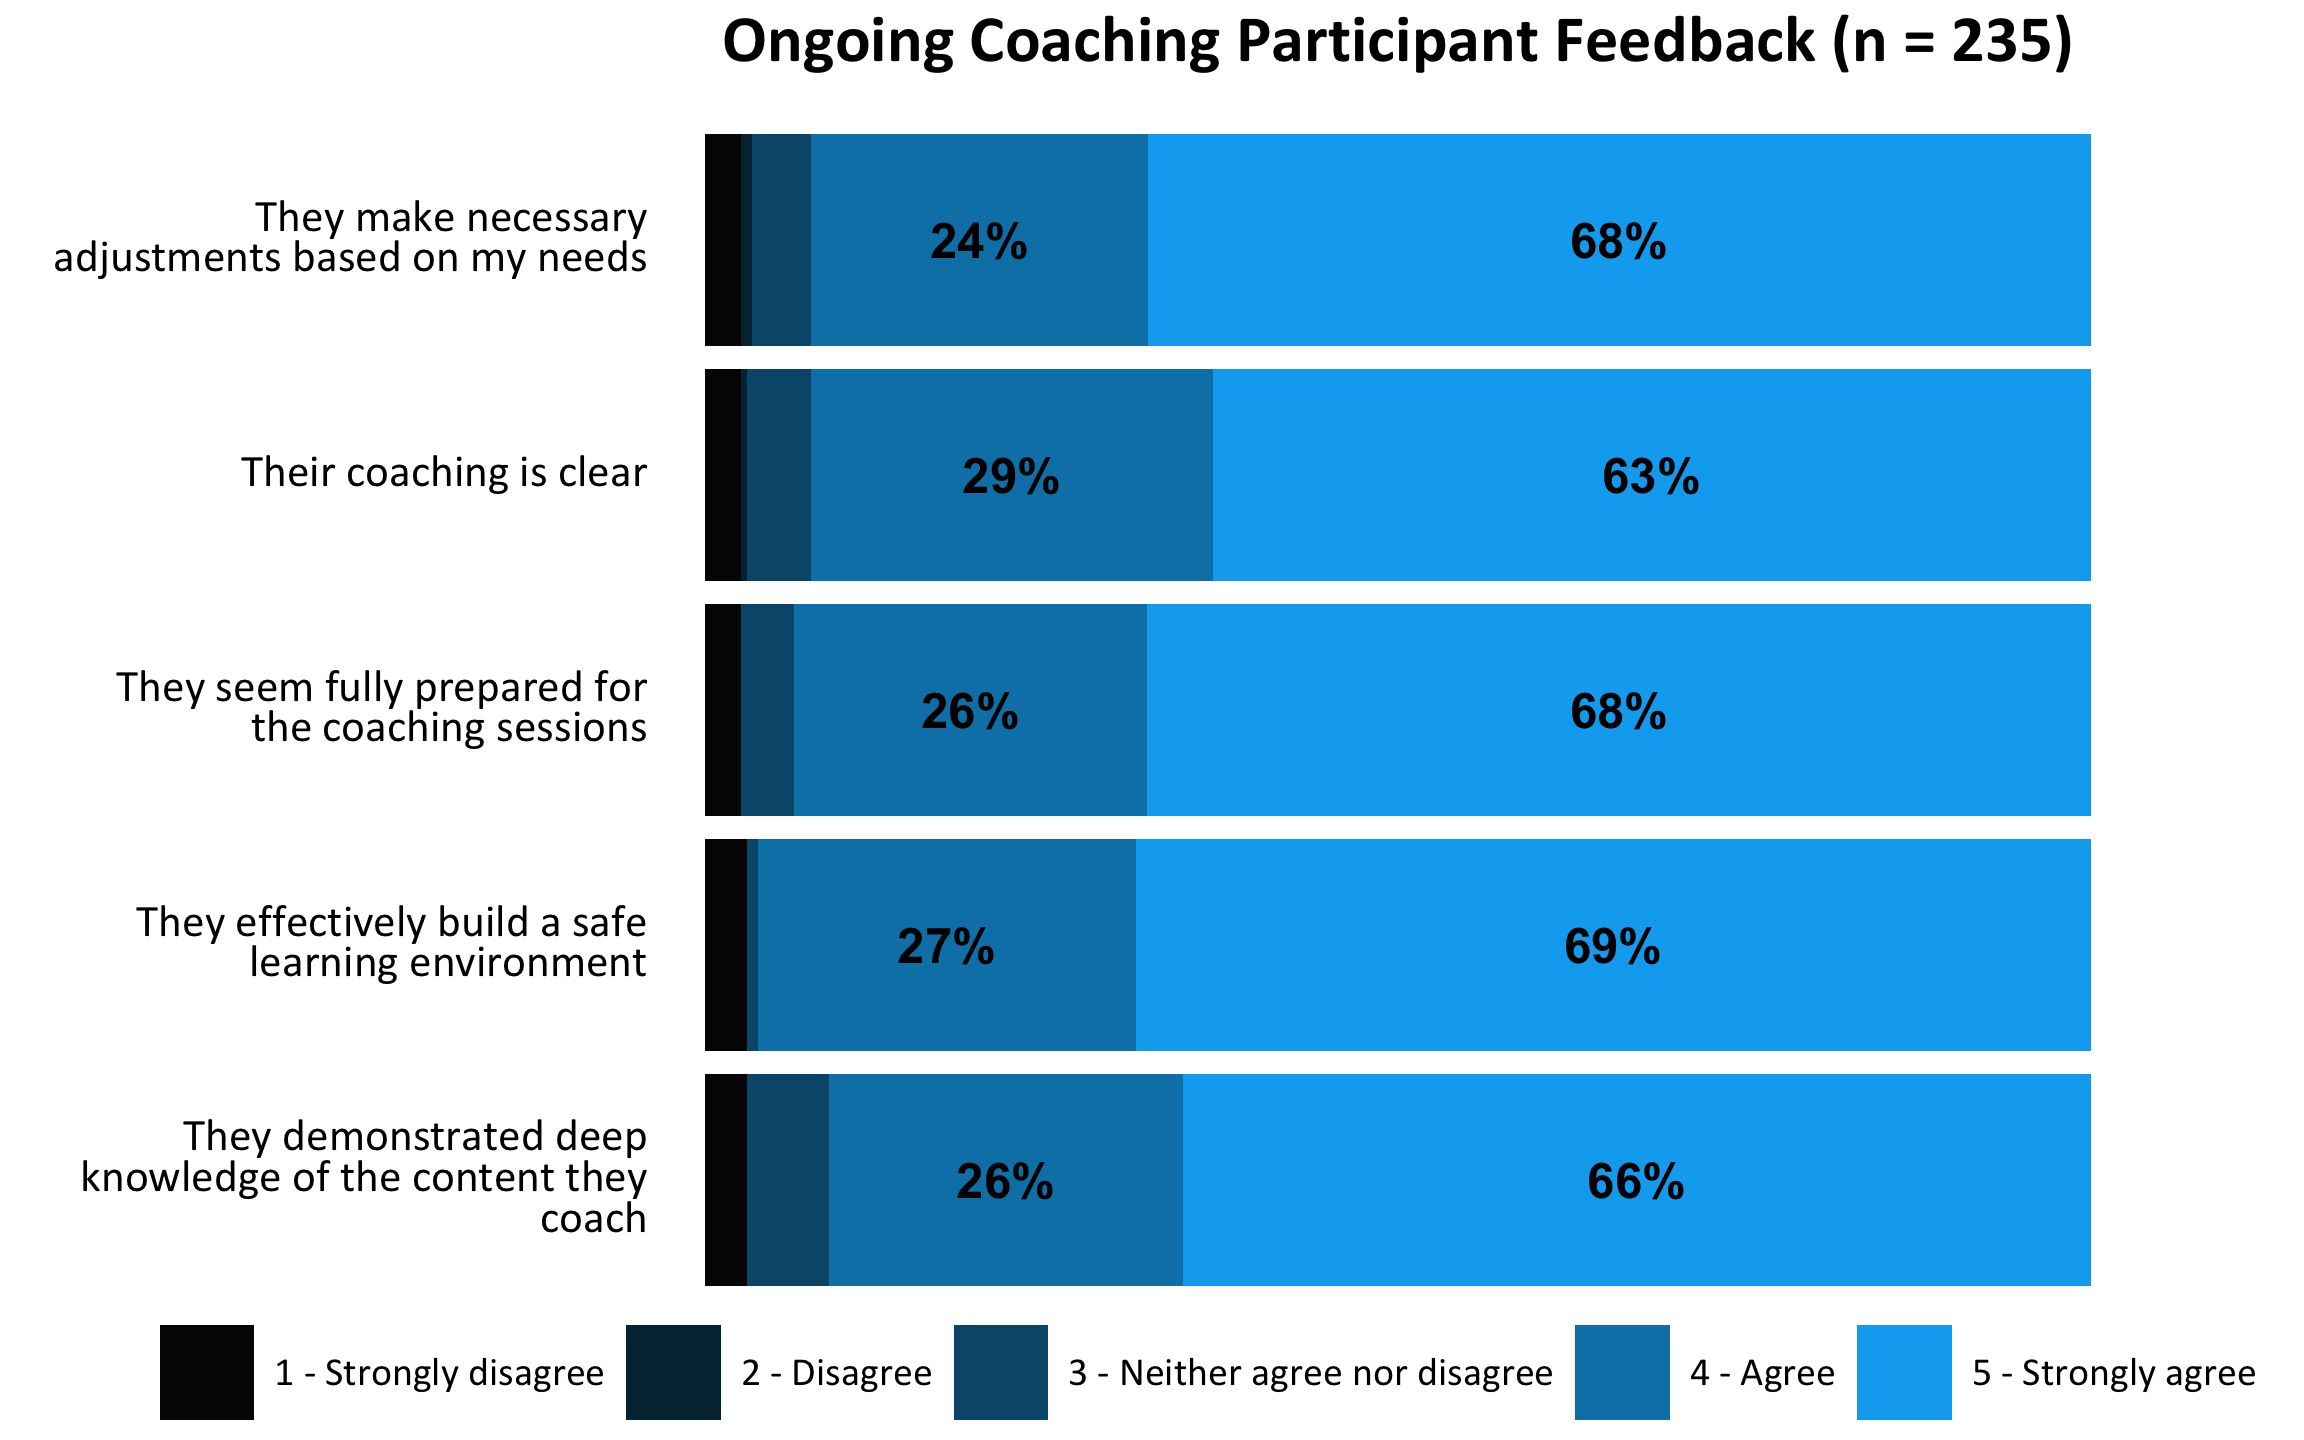 Ongoing Coaching Participant Feedback (n = 235)
They make necessary
adjustments based on my needs
24%
68%
Their coaching is clear
29%
63%
They seem fully prepared for
the coaching sessions
26%
68%
They effectively build a safe
learning environment
27%
69%
They demonstrated deep
knowledge of the content they
coach
26%
66%
1 - Strongly disagree
2 - Disagree
3 - Neither agree nor disagree
4 - Agree
5 - Strongly agree